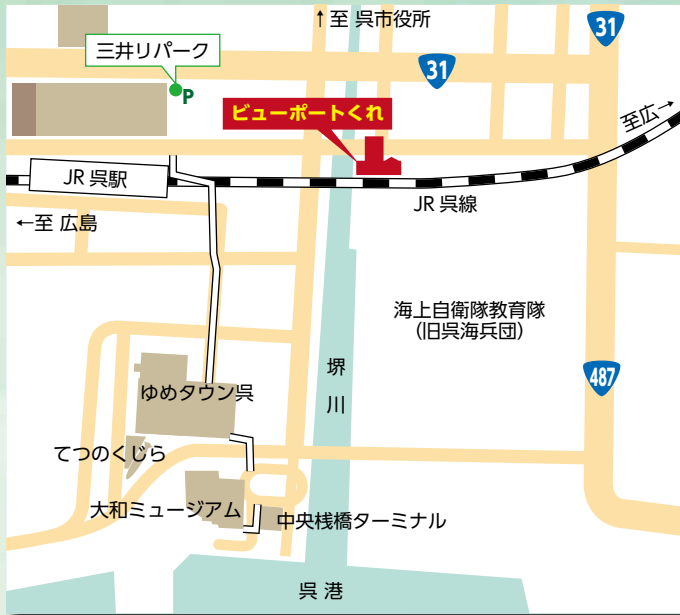 ↑至 呉市役所
31
三井リパーク
31
P
ビューポートくれ
至広→
JR 呉駅
JR 呉線
←至 広島
海上自衛隊教育隊
(旧呉海兵団)
堺川
487
ゆめタウン呉
てつのくじら
大和ミュージアム
中央桟橋ターミナル
呉 港